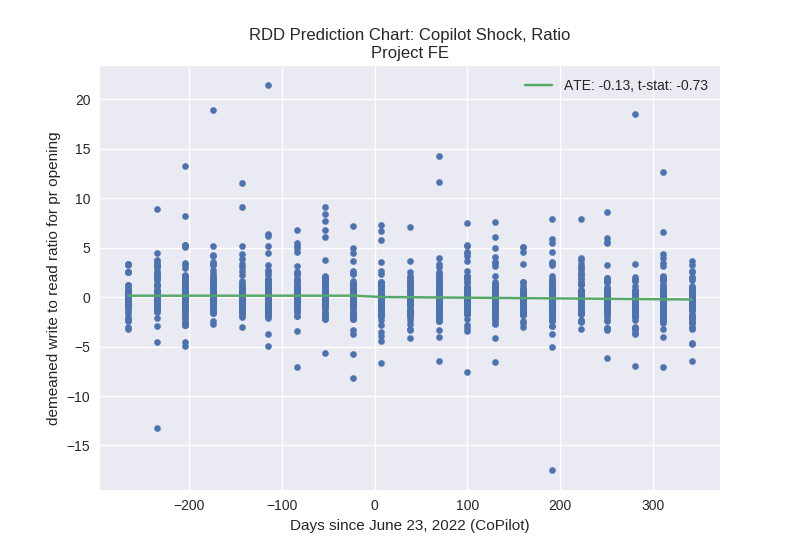 RDD Prediction Chart: Copilot Shock, Ratio
Project FE
ATE: -0.13, t-stat: -0.73
demeaned write to read ratio for pr opening
20
15
10
5
0
−5
−10
−15
−200
−100
0
100
200
300
Days since June 23, 2022 (CoPilot)